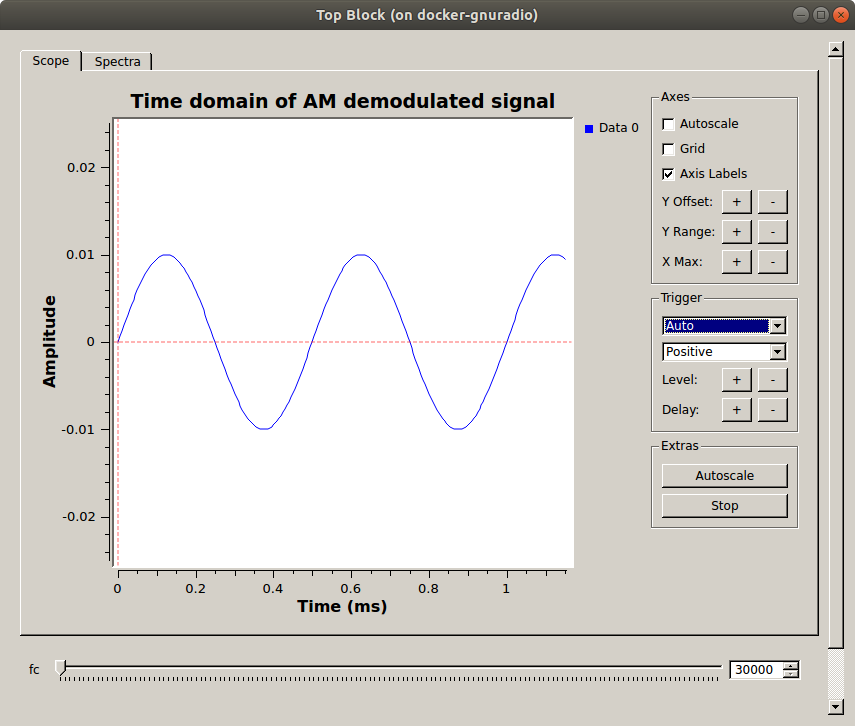 Top Block (on docker-gnuradio)
Scope Spectra
Time domain of AM demodulated signal
Data 0
0.02
0.01
0
-0.01
-0.02
Amplitude
0 0.2 0.4 0.6 0.8 1
Time (ms)
Axes
Autoscale
Grid
Axis Labels
Y Offset: + -
Y Range: + -
X Max: + -
Trigger
Auto
Positive
Level: + -
Delay: + -
Extras
Autoscale
Stop
fc 30000